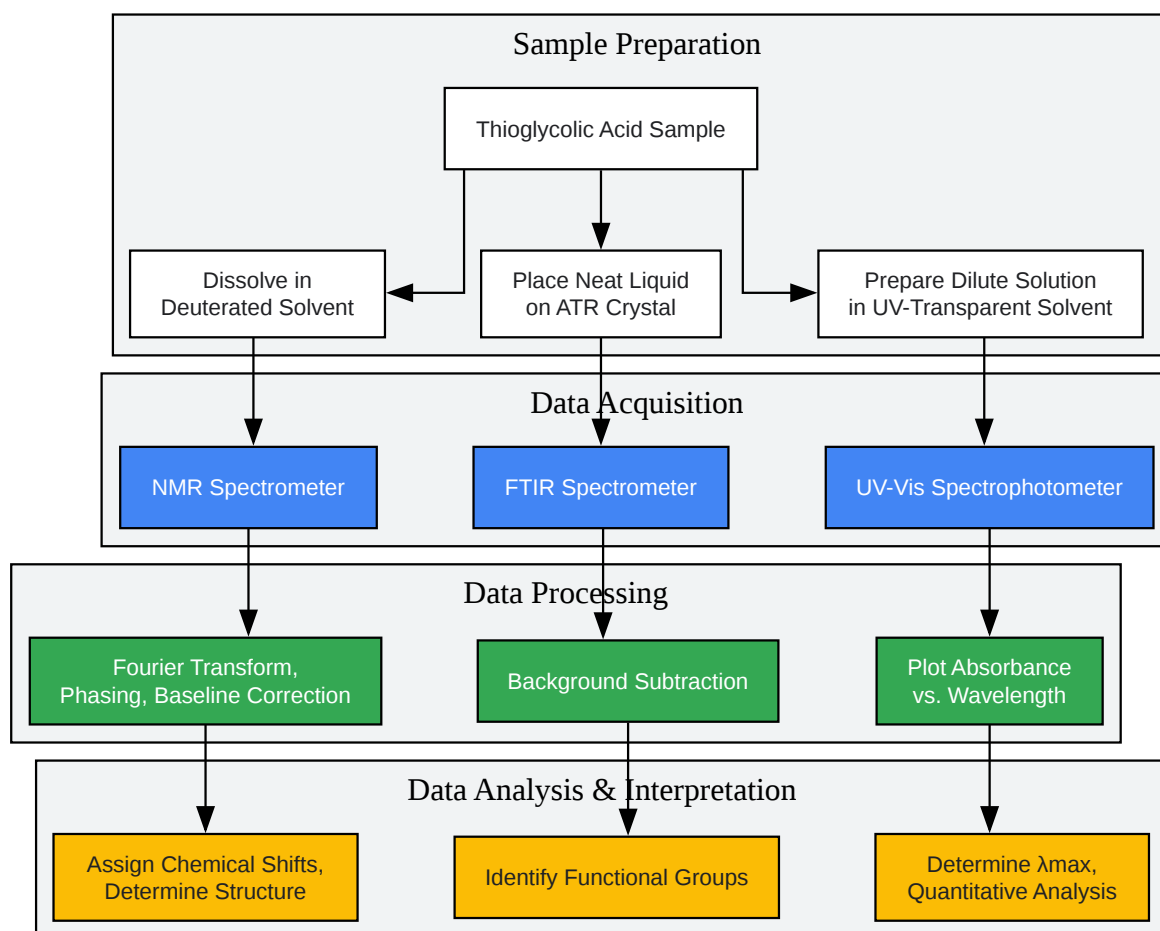 Sample Preparation
Thioglycolic Acid Sample
Dissolve in
Deuterated Solvent
Place Neat Liquid
on ATR Crystal
Prepare Dilute Solution
in UV-Transparent Solvent
Data Acquisition
NMR Spectrometer
FTIR Spectrometer
UV-Vis Spectrophotometer
Data Processing
Fourier Transform,
Phasing, Baseline Correction
Background Subtraction
Plot Absorbance
vs. Wavelength
Data Analysis & Interpretation
Assign Chemical Shifts,
Determine Structure
Identify Functional Groups
Determine λmax,
Quantitative Analysis